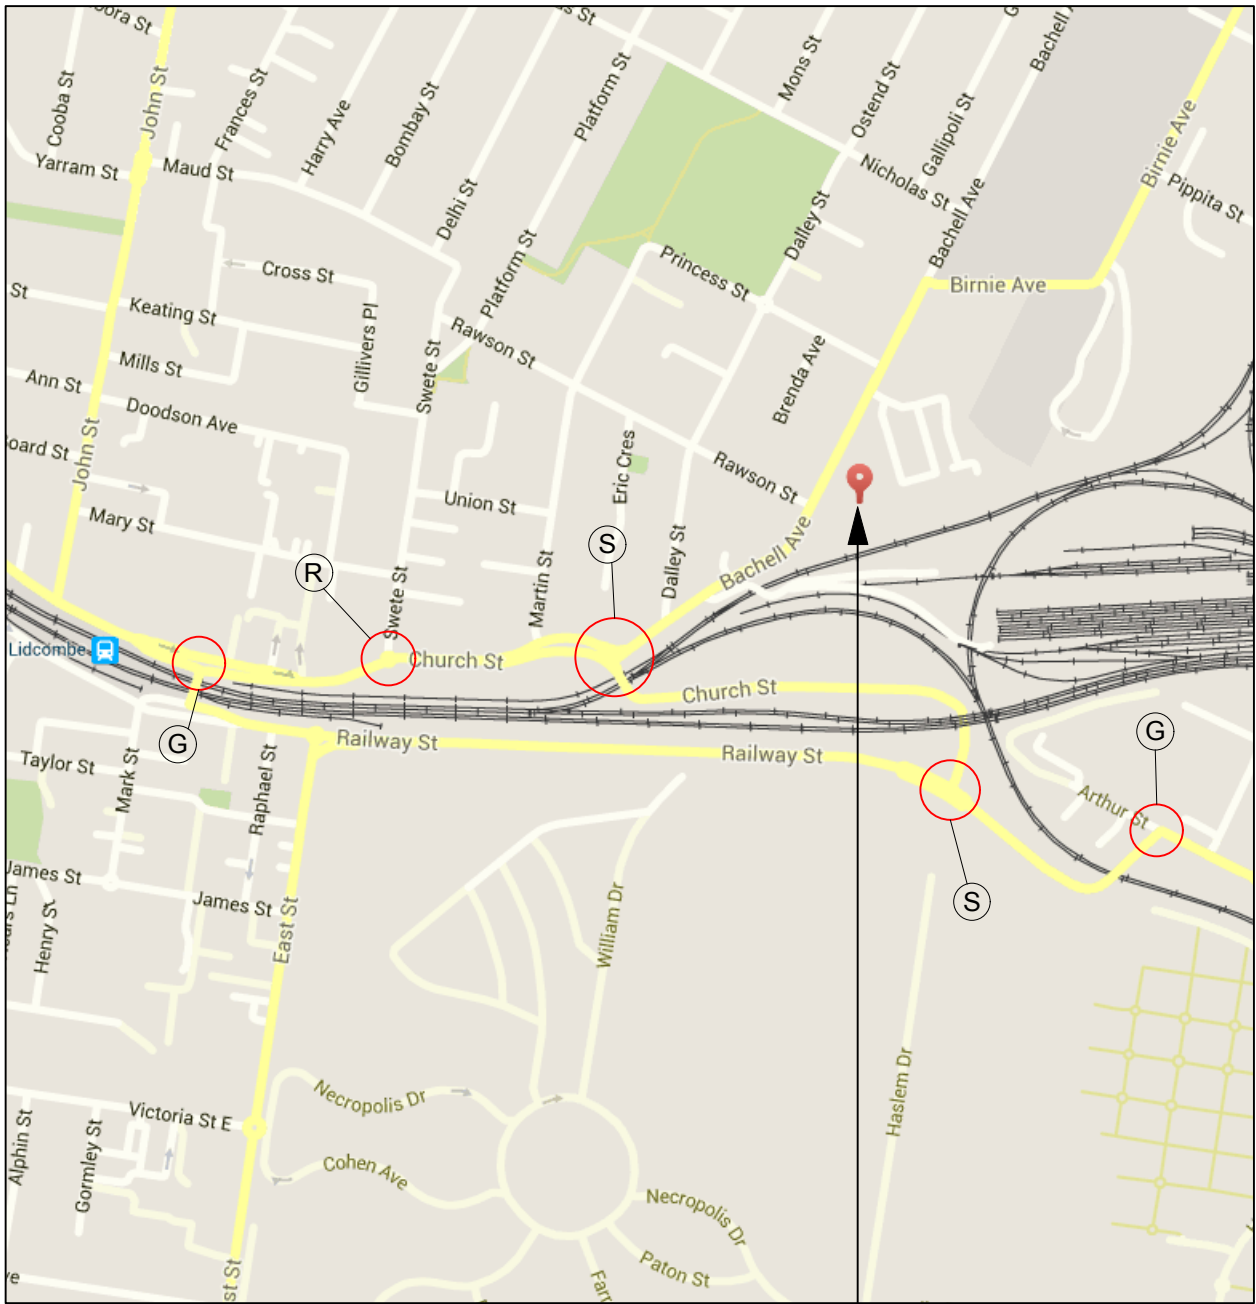 Cooba St
John St
Frances St
Harry Ave
Bombay St
Platform St
Mons St
Ostend St
Gallipoli St
Bachell
Birnie Ave
Yarram St
Maud St
Delhi St
Nicholas St
Pippita St
Dalley St
Bachell Ave
Cross St
Platform St
Princess St
Birnie Ave
St
Keating St
Gillivers Pl
Rawson St
Mills St
Swete St
Brenda Ave
Ann St
Doodson Ave
John St
Eric Cres
Rawson St
Union St
Mary St
S
R
Bachell Ave
Dalley St
Martin St
Swete St
Lidcombe
Church St
Church St
G
Railway St
Railway St
G
Taylor St
Mark St
Raphael St
Arthur St
James St
S
James St
East St
Henry St
William Dr
Haslem Dr
Necropolis Dr
Victoria St E
Alphin St
Gormley St
Cohen Ave
Necropolis Dr
Paton St